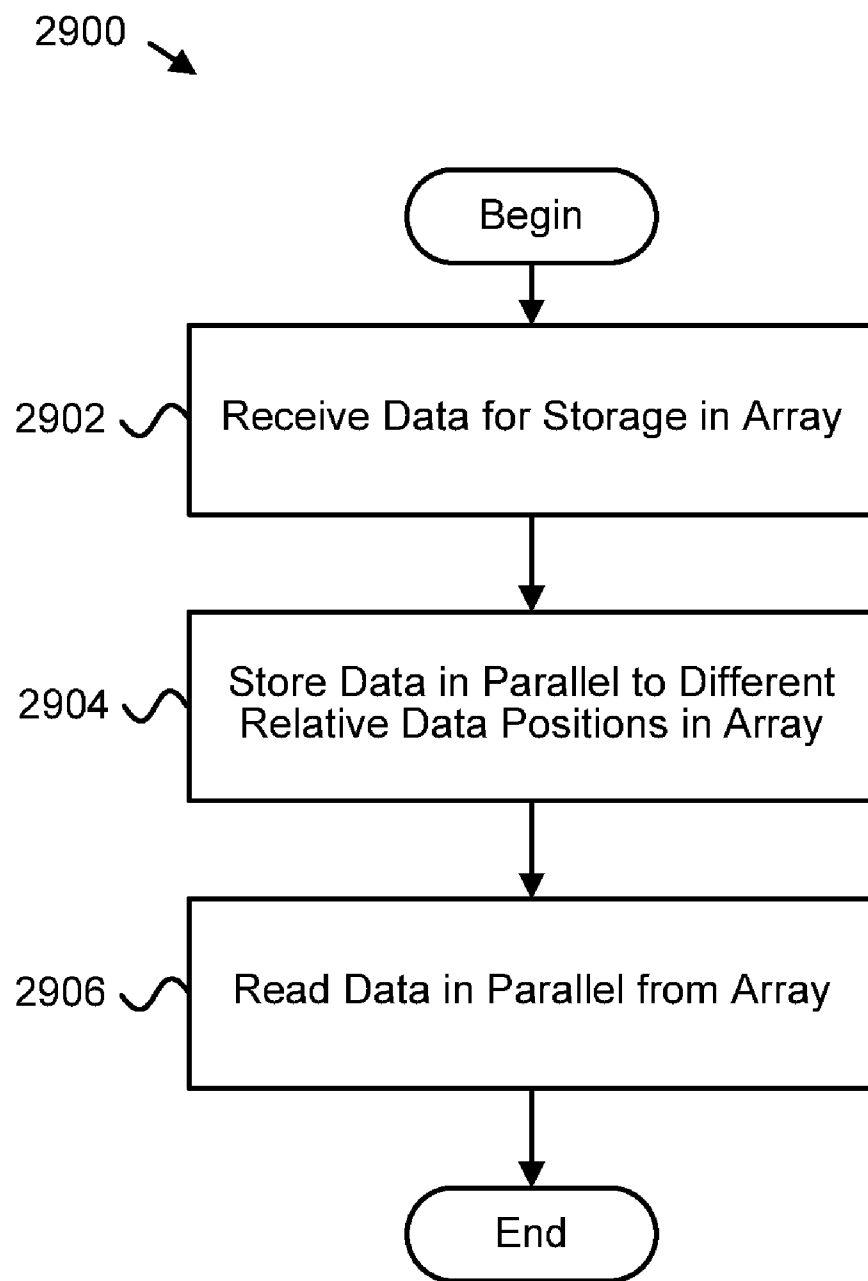 2900
Begin
2902
Receive Data for Storage in Array
2904
Store Data in Parallel to Different
Relative Data Positions in Array
2906
Read Data in Parallel from Array
End